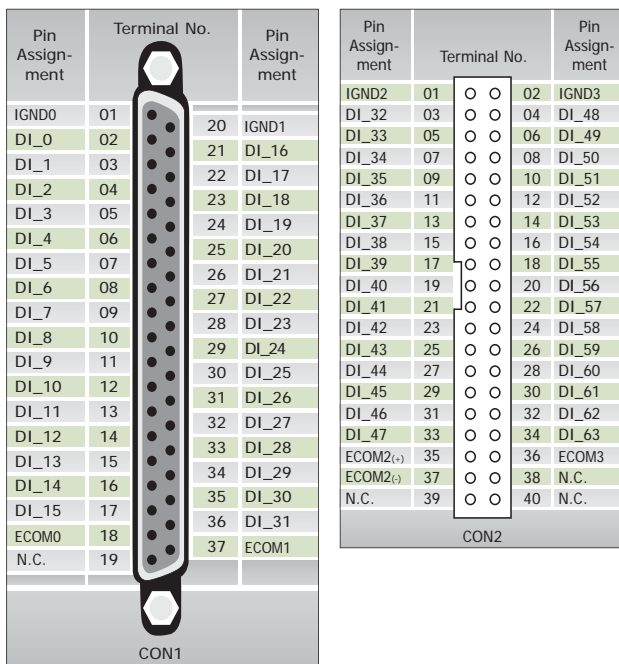 Pin Assign-ment Terminal No. Pin Assign-ment
IGND0 01
DI_0 02
DI_1 03
DI_2 04
DI_3 05
DI_4 06
DI_5 07
DI_6 08
DI_7 09
DI_8 10
DI_9 11
DI_10 12
DI_11 13
DI_12 14
DI_13 15
DI_14 16
DI_15 17
ECOM0 18
N.C. 19
20 IGND1
21 DI_16
22 DI_17
23 DI_18
24 DI_19
25 DI_20
26 DI_21
27 DI_22
28 DI_23
29 DI_24
30 DI_25
31 DI_26
32 DI_27
33 DI_28
34 DI_29
35 DI_30
36 DI_31
37 ECOM1
CON1
Pin Assign-ment Terminal No. Pin Assign-ment
IGND2 01 02 IGND3
DI_32 03 04 DI_48
DI_33 05 06 DI_49
DI_34 07 08 DI_50
DI_35 09 10 DI_51
DI_36 11 12 DI_52
DI_37 13 14 DI_53
DI_38 15 16 DI_54
DI_39 17 18 DI_55
DI_40 19 20 DI_56
DI_41 21 22 DI_57
DI_42 23 24 DI_58
DI_43 25 26 DI_59
DI_44 27 28 DI_60
DI_45 29 30 DI_61
DI_46 31 32 DI_62
DI_47 33 34 DI_63
ECOM2(+) 35 36 ECOM3
ECOM2(-) 37 38 N.C.
N.C. 39 40 N.C.
CON2